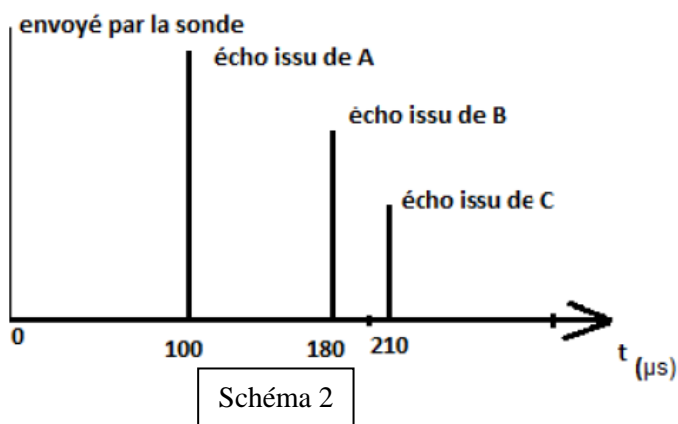 envoyé par la sonde
écho issu de A
écho issu de B
écho issu de C
0
100
180
210
t (µs)
Schéma 2